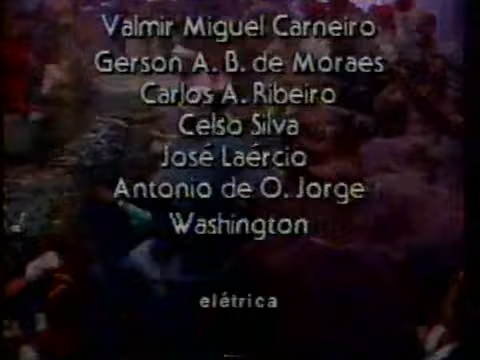 Valmir Miguel Carneiro
Gerson A. B. de Moraes
Carlos A. Ribeiro
Celso Silva
José Laércio
Antonio de O. Jorge
Washington
elétrica